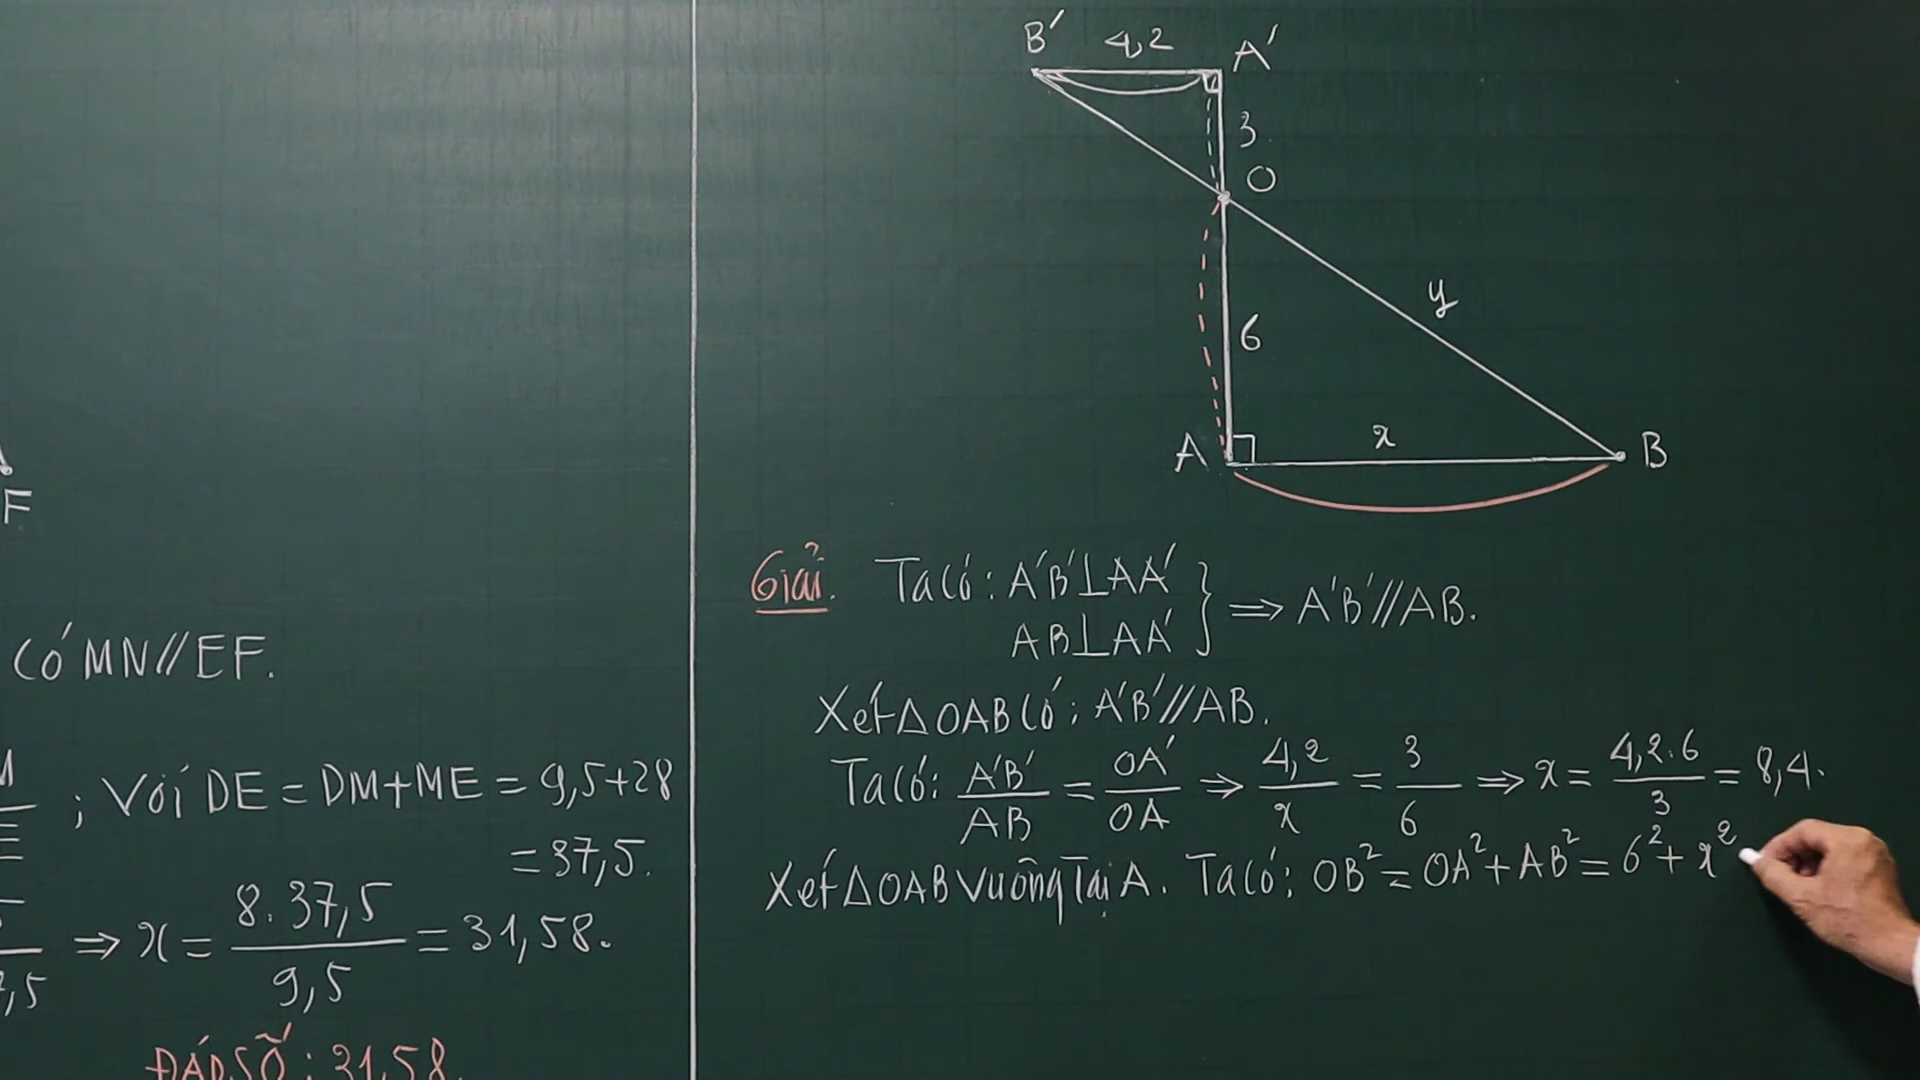 F
CÓ MN//EF.
; VỚI DE = DM+ME = 9,5+28
= 37,5.
⇒ x = 8.37,5 / 9,5 = 31,58.
ĐÁP SỐ: 31,58.
B' 4,2 A'
3
O
y
6
A x B
Giải. Ta Có: A'B'⊥AA'
AB⊥AA' } ⇒ A'B'//AB.
Xét △OAB Có: A'B'//AB.
Ta Có: A'B'/AB = OA'/OA ⇒ 4,2/x = 3/6 ⇒ x = 4,2.6/3 = 8,4.
Xét △OAB Vuông Tại A. Ta Có: OB² = OA² + AB² = 6² + x²